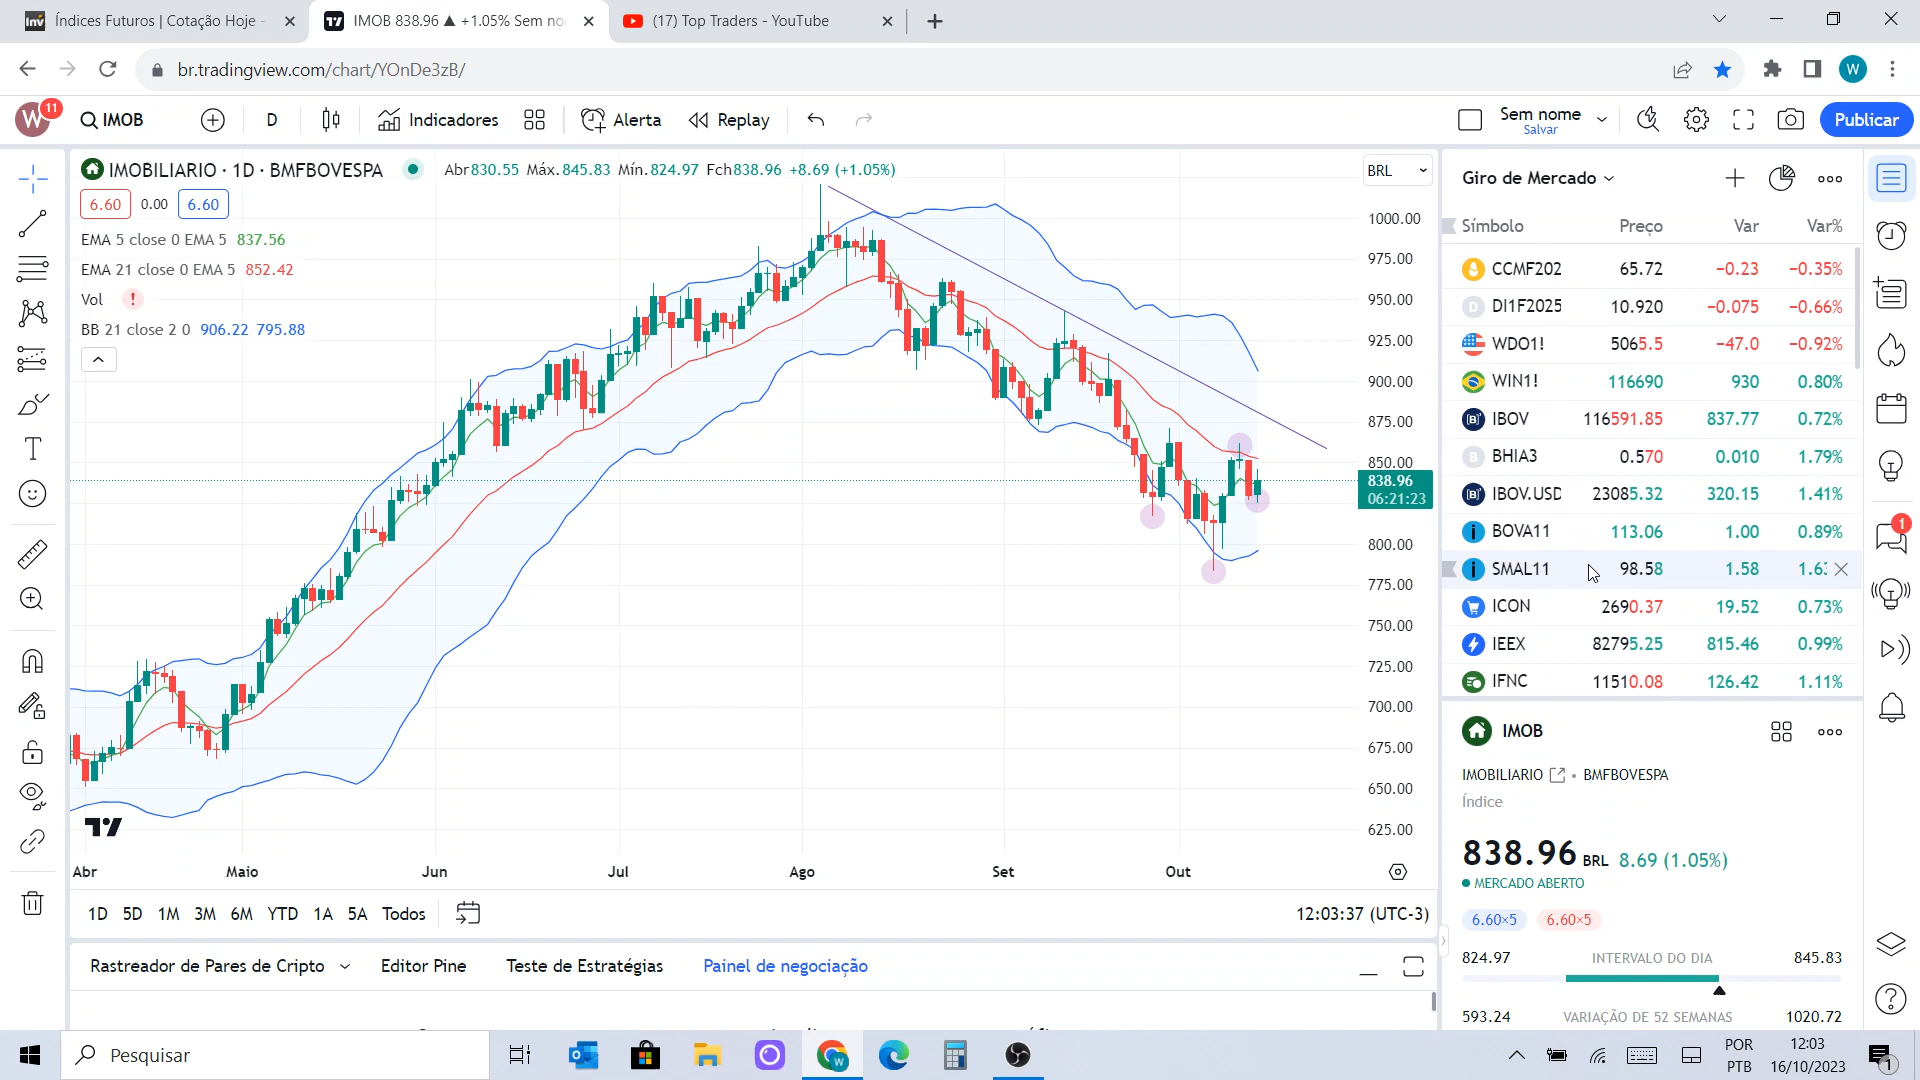 Índices Futuros | Cotação Hoje -
IMOB 838.96 ▲ +1.05% Sem no
(17) Top Traders - YouTube
br.tradingview.com/chart/YOnDe3zB/
W
W
11
IMOB
D
Indicadores
Alerta
Replay
Sem nome
Salvar
Publicar
IMOBILIARIO · 1D · BMFBOVESPA
Abr830.55 Máx.845.83 Mín.824.97 Fch838.96 +8.69 (+1.05%)
BRL
6.60
0.00
6.60
EMA 5 close 0 EMA 5 837.56
EMA 21 close 0 EMA 5 852.42
Vol !
BB 21 close 2 0 906.22 795.88
1000.00
975.00
950.00
925.00
900.00
875.00
850.00
838.96
06:21:23
800.00
775.00
750.00
725.00
700.00
675.00
650.00
625.00
Abr Maio Jun Jul Ago Set Out
1D 5D 1M 3M 6M YTD 1A 5A Todos
12:03:37 (UTC-3)
Rastreador de Pares de Cripto
Editor Pine
Teste de Estratégias
Painel de negociação
Giro de Mercado
Símbolo Preço Var Var%
CCMF202 65.72 −0.23 −0.35%
DI1F2025 10.920 −0.075 −0.66%
WDO1! 5065.5 −47.0 −0.92%
WIN1! 116690 930 0.80%
IBOV 116591.85 837.77 0.72%
BHIA3 0.570 0.010 1.79%
IBOV.USD 23085.32 320.15 1.41%
BOVA11 113.06 1.00 0.89%
SMAL11 98.58 1.58 1.6
ICON 2690.37 19.52 0.73%
IEEX 82795.25 815.46 0.99%
IFNC 11510.08 126.42 1.11%
IMOB
IMOBILIARIO • BMFBOVESPA
Índice
838.96 BRL 8.69 (1.05%)
MERCADO ABERTO
6.60×5 6.60×5
824.97 INTERVALO DO DIA 845.83
593.24 VARIAÇÃO DE 52 SEMANAS 1020.72
1
Pesquisar
POR
PTB
12:03
16/10/2023
1